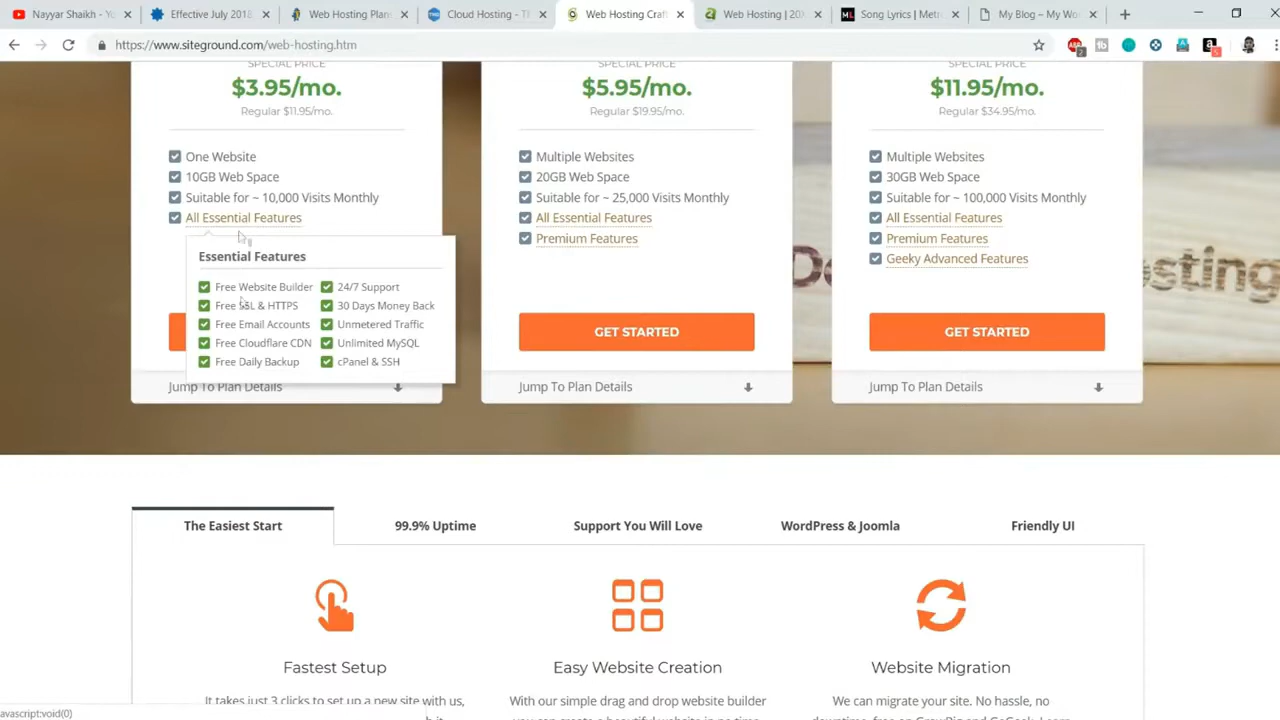 Nayyar Shaikh - Yo
Effective July 2018
Web Hosting Plan
Cloud Hosting - T
Web Hosting Craf
Web Hosting | 20
Song Lyrics | Metr
My Blog – My Wo
https://www.siteground.com/web-hosting.htm
SPECIAL PRICE
$3.95/mo.
Regular $11.95/mo.
One Website
10GB Web Space
Suitable for ~ 10,000 Visits Monthly
All Essential Features
Essential Features
Free Website Builder
24/7 Support
Free SSL & HTTPS
30 Days Money Back
Free Email Accounts
Unmetered Traffic
Free Cloudflare CDN
Unlimited MySQL
Free Daily Backup
cPanel & SSH
Jump To Plan Details
SPECIAL PRICE
$5.95/mo.
Regular $19.95/mo.
Multiple Websites
20GB Web Space
Suitable for ~ 25,000 Visits Monthly
All Essential Features
Premium Features
GET STARTED
Jump To Plan Details
SPECIAL PRICE
$11.95/mo.
Regular $34.95/mo.
Multiple Websites
30GB Web Space
Suitable for ~ 100,000 Visits Monthly
All Essential Features
Premium Features
Geeky Advanced Features
GET STARTED
Jump To Plan Details
osting
The Easiest Start
99.9% Uptime
Support You Will Love
WordPress & Joomla
Friendly UI
Fastest Setup
It takes just 3 clicks to set up a new site with us,
Easy Website Creation
With our simple drag and drop website builder
Website Migration
We can migrate your site. No hassle, no
avascript:void(0)